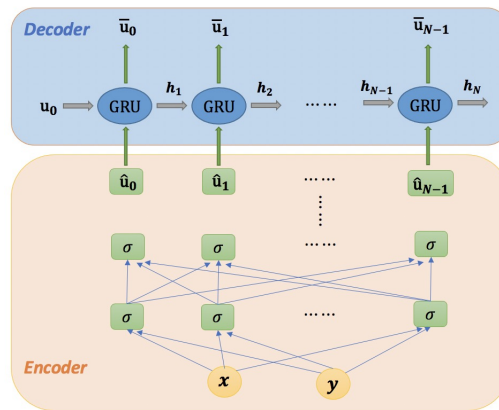 Decoder
ū₀ ū₁ ū_{N−1}
u₀ GRU h₁ GRU h₂ ...... h_{N−1} GRU h_N
û₀ û₁ ...... û_{N−1}
σ σ ...... σ
σ σ ...... σ
Encoder
x y